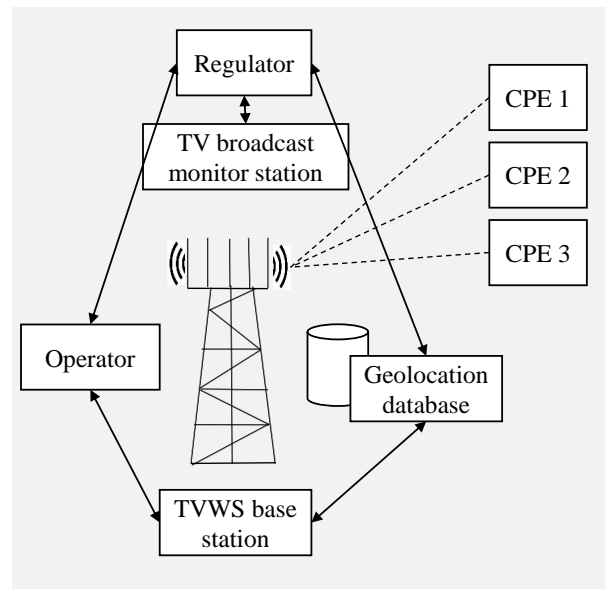 Regulator
TV broadcast
monitor station
CPE 1
CPE 2
CPE 3
Operator
Geolocation
database
TVWS base
station